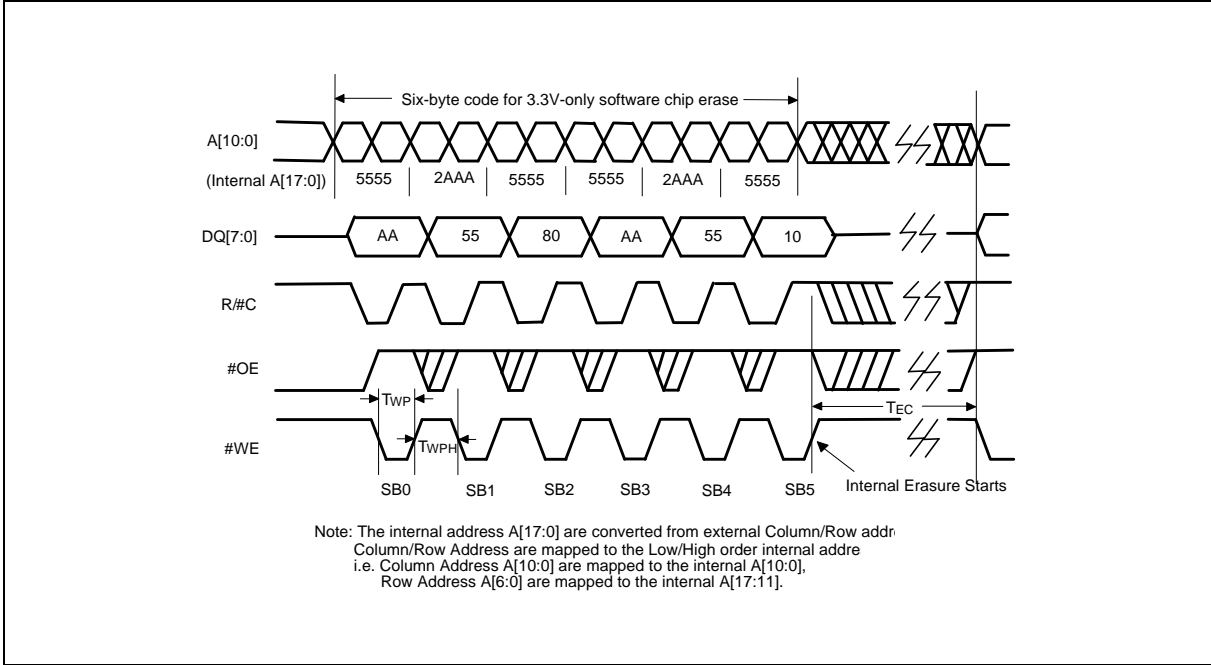 Six-byte code for 3.3V-only software chip erase
A[10:0]
(Internal A[17:0])
5555 2AAA 5555 5555 2AAA 5555
DQ[7:0]
AA 55 80 AA 55 10
R/#C
#OE
TWP
TEC
#WE
TWPH
SB0 SB1 SB2 SB3 SB4 SB5
Internal Erasure Starts
Note: The internal address A[17:0] are converted from external Column/Row addr
Column/Row Address are mapped to the Low/High order internal addre
i.e. Column Address A[10:0] are mapped to the internal A[10:0],
Row Address A[6:0] are mapped to the internal A[17:11].